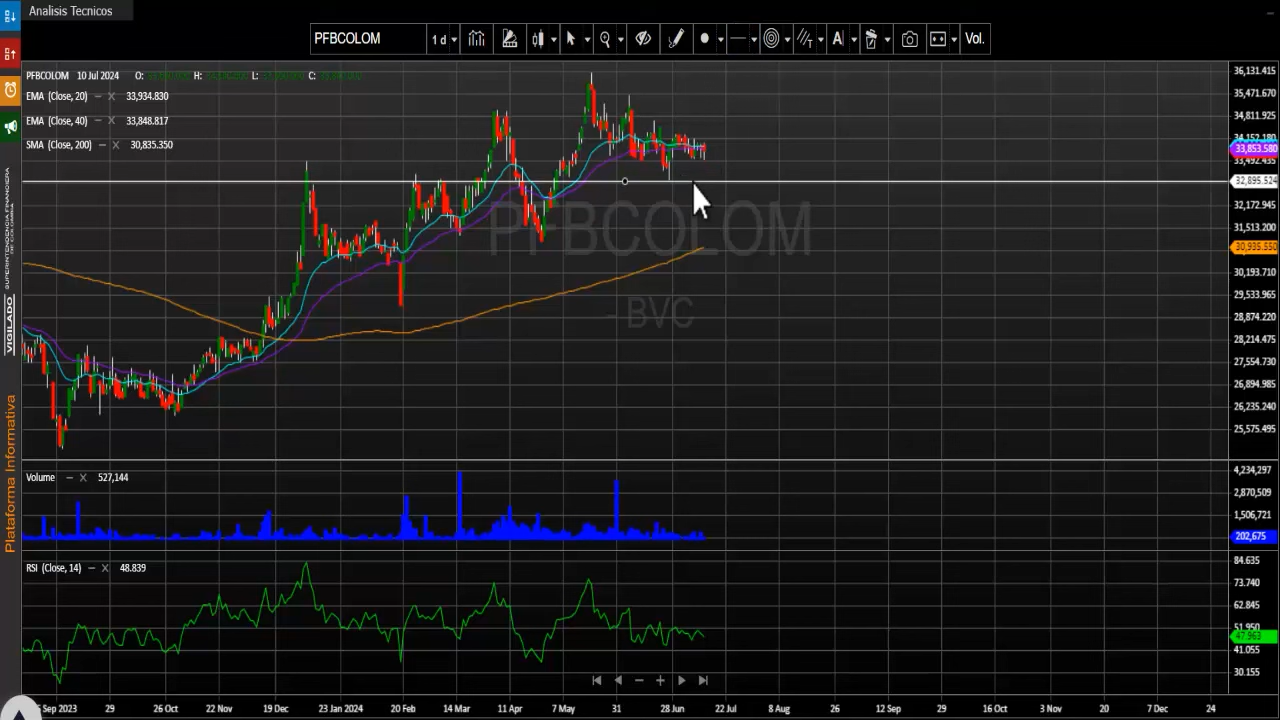 Analisis Tecnicos
PFBCOLOM
1 d
A
Vol.
PFBCOLOM 10 Jul 2024 O: H: L: C:
EMA (Close, 20) – X 33,934.830
EMA (Close, 40) – X 33,848.817
SMA (Close, 200) – X 30,835.350
36,131.415
35,471.670
34,811.925
34,152.180
33,853.580
33,492.435
32,895.524
32,172.945
31,513.200
30,935.550
30,193.710
29,533.965
28,874.220
28,214.475
27,554.730
26,894.985
26,235.240
25,575.495
PFBCOLOM
- BVC
VIGILADO
SUPERINTENDENCIA FINANCIERA
DE COLOMBIA
Plataforma Informativa
Volume – X 527,144
4,234,297
2,870,509
1,506,721
202,675
RSI (Close, 14) – X 48.839
84.635
73.740
62.845
51.950
47.963
41.055
30.155
Sep 2023 29 26 Oct 22 Nov 19 Dec 23 Jan 2024 20 Feb 14 Mar 11 Apr 7 May 31 28 Jun 22 Jul 8 Aug 26 12 Sep 29 16 Oct 3 Nov 20 7 Dec 24